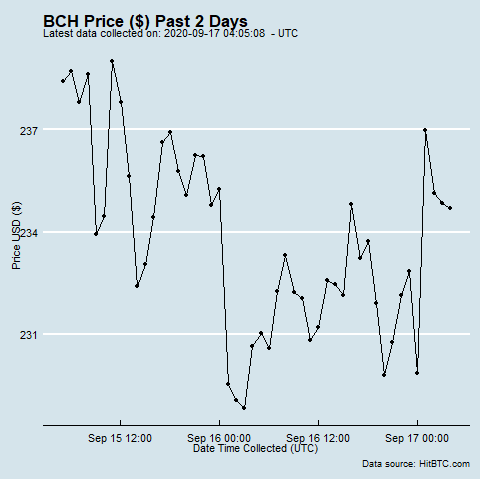 BCH Price ($) Past 2 Days
Latest data collected on: 2020-09-17 04:05:08 - UTC
237
234
231
Price USD ($)
Sep 15 12:00 Sep 16 00:00 Sep 16 12:00 Sep 17 00:00
Date Time Collected (UTC)
Data source: HitBTC.com